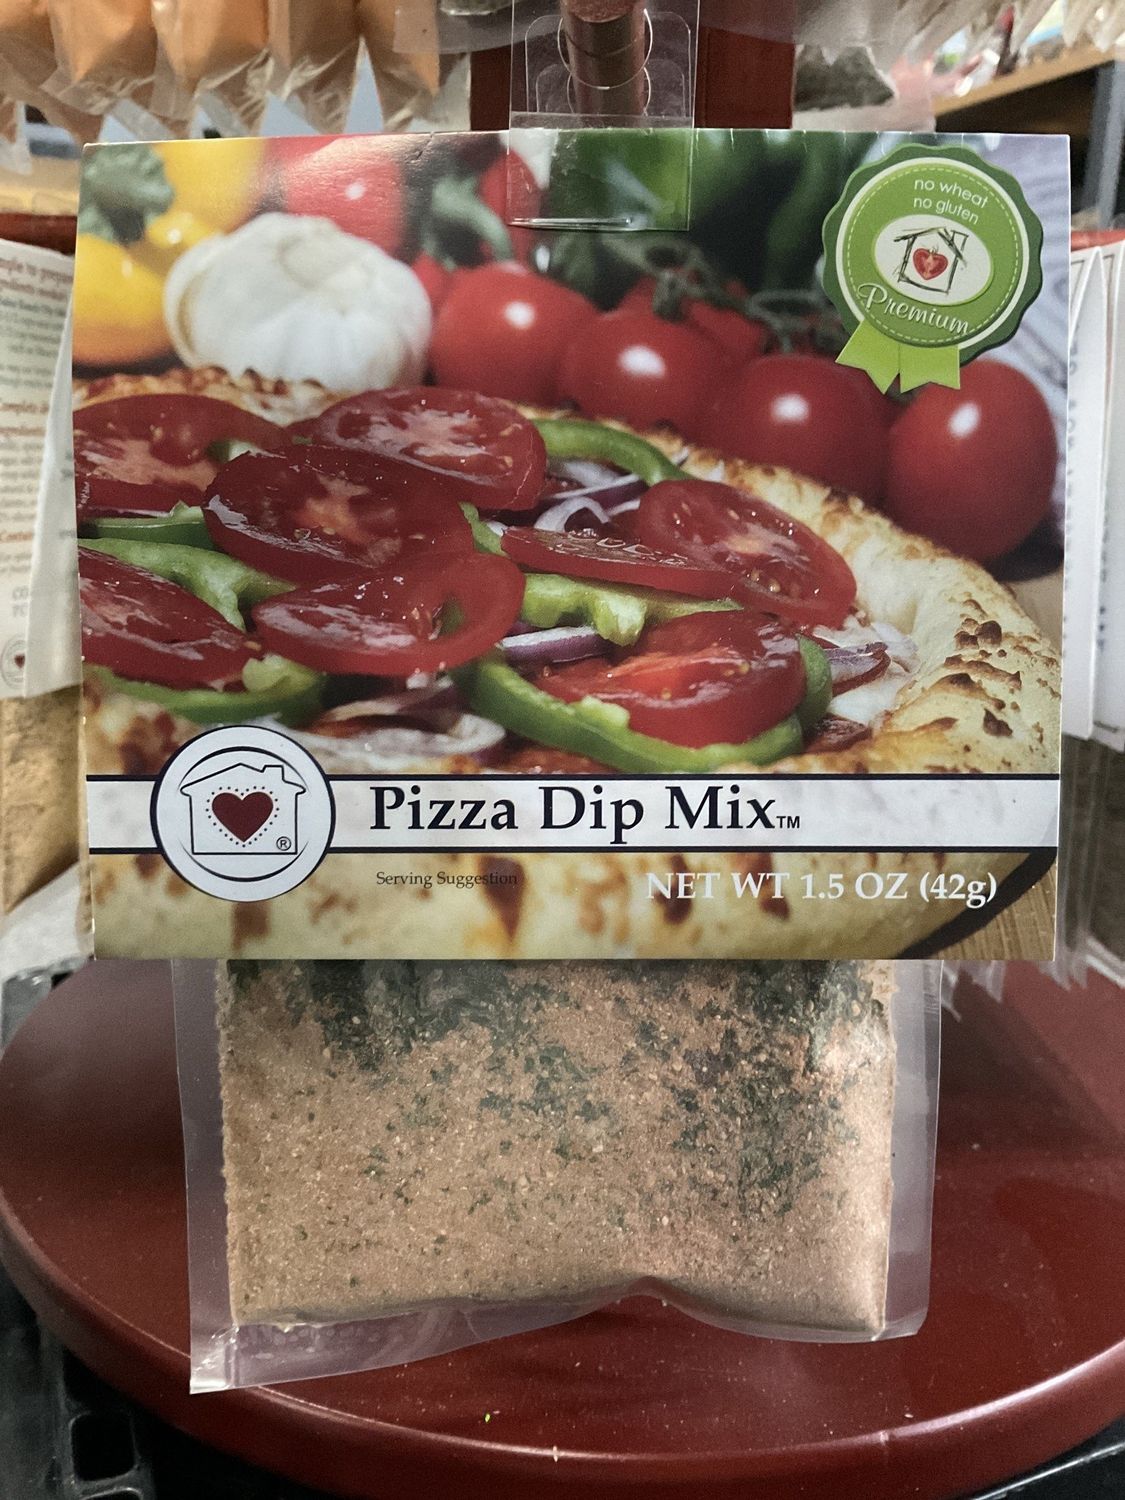 no wheat
no gluten
Premium
Pizza Dip Mix™
®
Serving Suggestion
NET WT 1.5 OZ (42g)